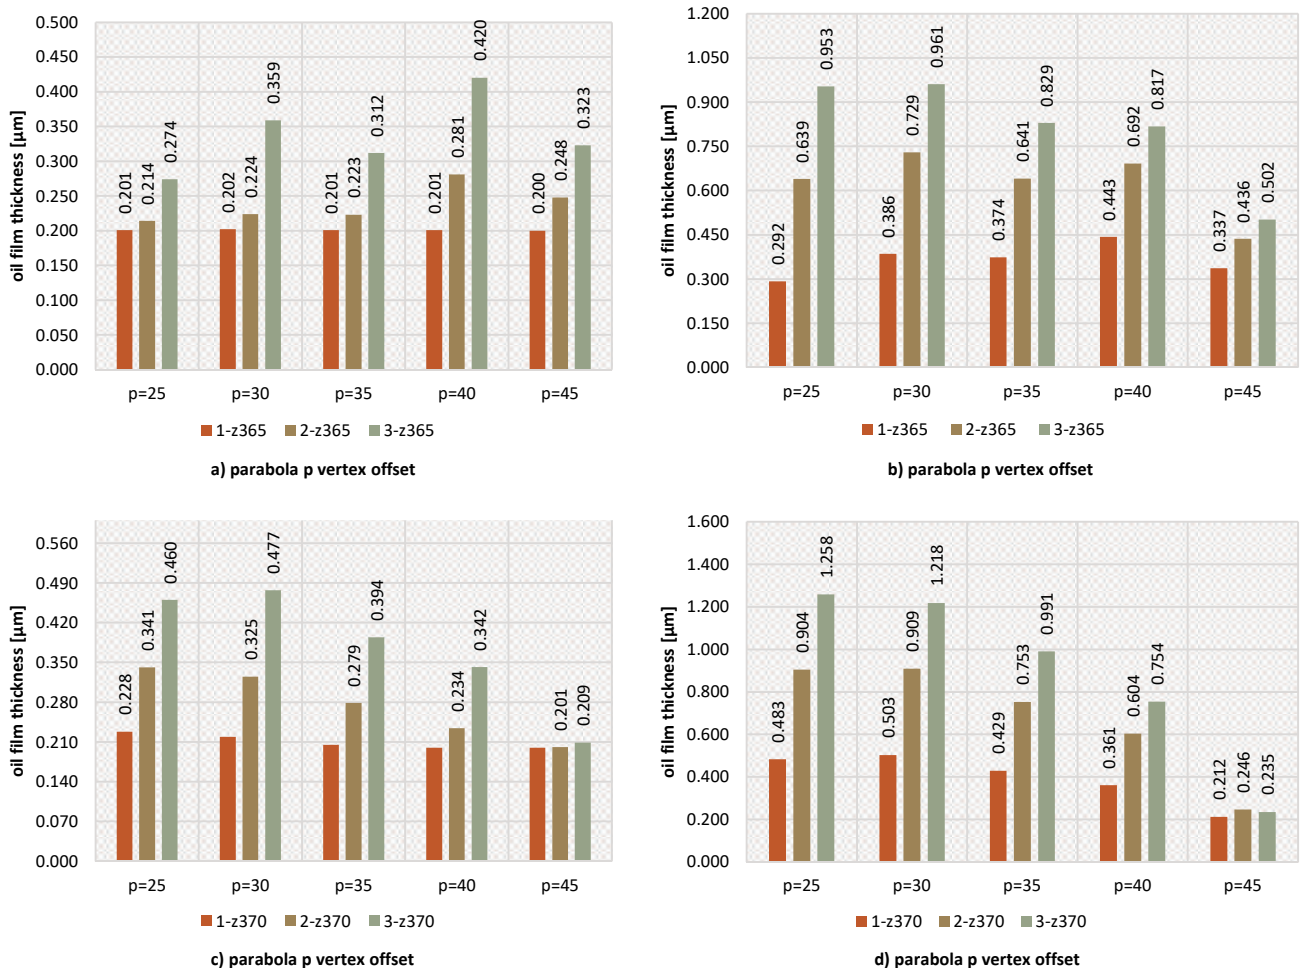 oil film thickness [µm]
0.500
0.450
0.400
0.350
0.300
0.250
0.200
0.150
0.100
0.050
0.000
0.201 0.214 0.274 0.202 0.224 0.359 0.201 0.223 0.312 0.201 0.281 0.420 0.200 0.248 0.323
p=25 p=30 p=35 p=40 p=45
1-z365 2-z365 3-z365
a) parabola p vertex offset
oil film thickness [µm]
1.200
1.050
0.900
0.750
0.600
0.450
0.300
0.150
0.000
0.292 0.639 0.953 0.386 0.729 0.961 0.374 0.641 0.829 0.443 0.692 0.817 0.337 0.436 0.502
p=25 p=30 p=35 p=40 p=45
1-z365 2-z365 3-z365
b) parabola p vertex offset
oil film thickness [µm]
0.560
0.490
0.420
0.350
0.280
0.210
0.140
0.070
0.000
0.228 0.341 0.460 0.325 0.477 0.279 0.394 0.234 0.342 0.201 0.209
p=25 p=30 p=35 p=40 p=45
1-z370 2-z370 3-z370
c) parabola p vertex offset
oil film thickness [µm]
1.600
1.400
1.200
1.000
0.800
0.600
0.400
0.200
0.000
0.483 0.904 1.258 0.503 0.909 1.218 0.429 0.753 0.991 0.361 0.604 0.754 0.212 0.246 0.235
p=25 p=30 p=35 p=40 p=45
1-z370 2-z370 3-z370
d) parabola p vertex offset